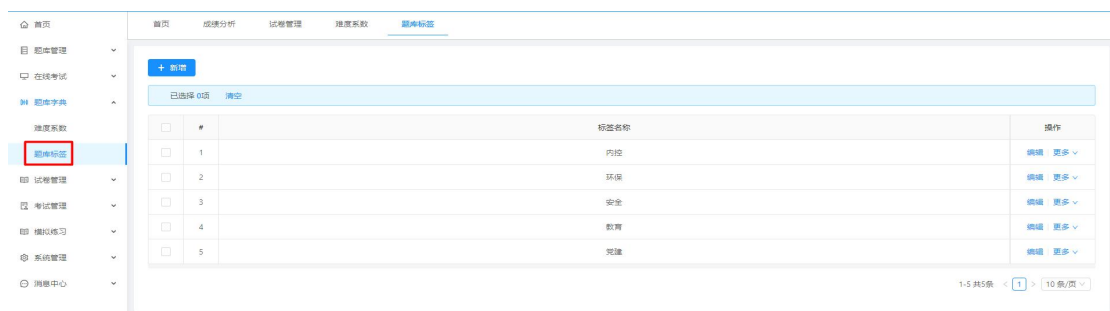 首页
题库管理
在线考试
题库字典
难度系数
题库标签
试卷管理
考试管理
模拟练习
系统管理
消息中心
首页 成绩分析 试卷管理 难度系数 题库标签
+ 新增
已选择 0项 清空
# 标签名称 操作
1 内控 编辑 更多
2 环保 编辑 更多
3 安全 编辑 更多
4 教育 编辑 更多
5 党建 编辑 更多
1-5 共5条 < 1 > 10 条/页